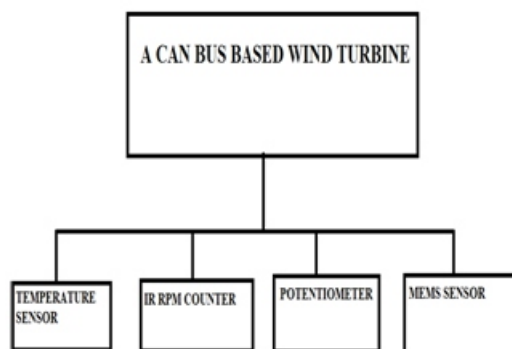 A CAN BUS BASED WIND TURBINE
TEMPERATURE
SENSOR
IR RPM COUNTER
POTENTIOMETER
MEMS SENSOR